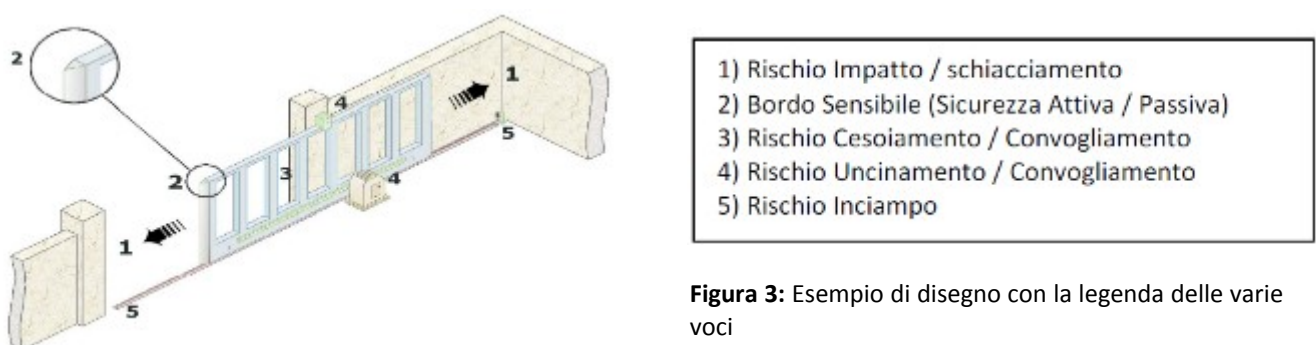 2
1
4
5
3
2
4
1
5
1) Rischio Impatto / schiacciamento
2) Bordo Sensibile (Sicurezza Attiva / Passiva)
3) Rischio Cesoiamento / Convogliamento
4) Rischio Uncinamento / Convogliamento
5) Rischio Inciampo
Figura 3: Esempio di disegno con la legenda delle varie
voci